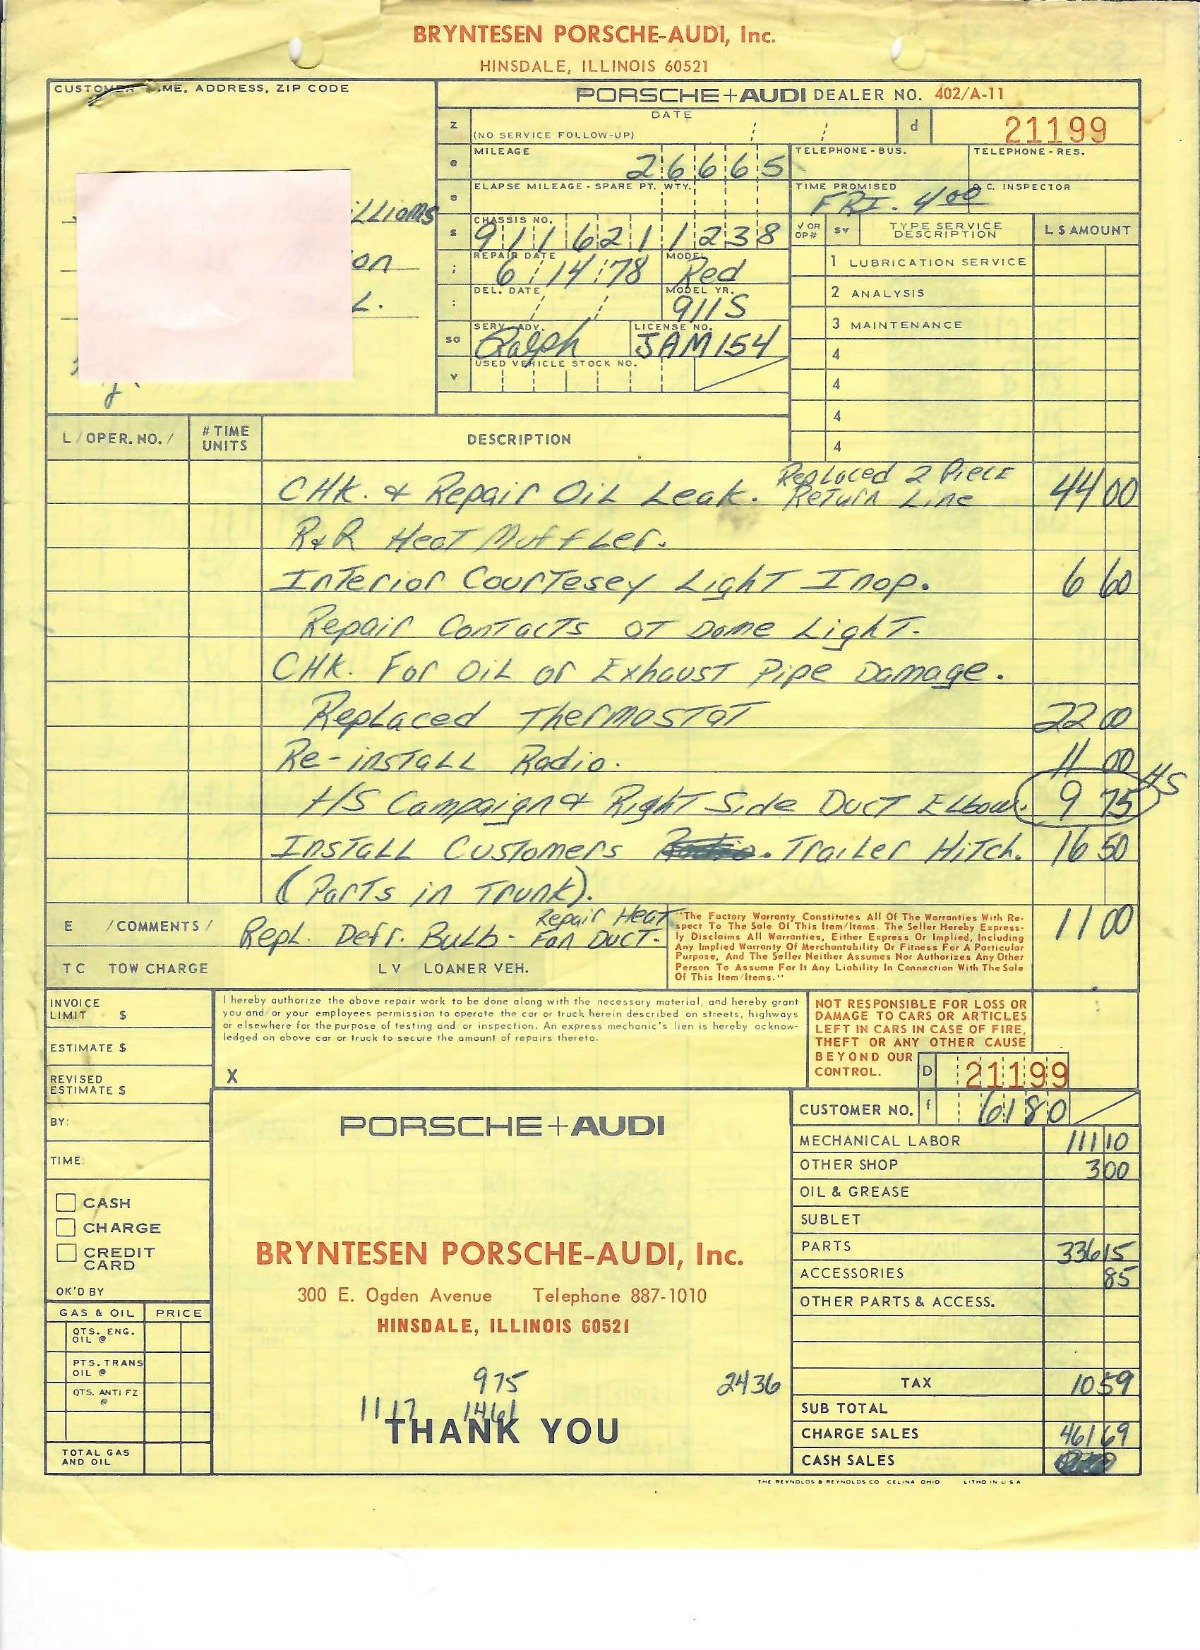 BRYNTESEN PORSCHE-AUDI, Inc.
HINSDALE, ILLINOIS 60521
CUSTOMER NAME, ADDRESS, ZIP CODE
PORSCHE+AUDI DEALER NO. 402/A-11
z DATE
(NO SERVICE FOLLOW-UP) / / d 21199
MILEAGE 26665
TELEPHONE - BUS. TELEPHONE - RES.
ELAPSE MILEAGE - SPARE PT. WTY.
TIME PROMISED FRI. 4:00 Q.C. INSPECTOR
illiams
on
L.
CHASSIS NO. 9116211238
√ OR OP# sv TYPE SERVICE DESCRIPTION L $ AMOUNT
REPAIR DATE 6/14/78 MODEL Red
1 LUBRICATION SERVICE
DEL. DATE / / MODEL YR. 911S
2 ANALYSIS
SERV. ADV. Ralph LICENSE NO. JAM154
3 MAINTENANCE
USED VEHICLE STOCK NO.
4
4
4
4
L / OPER. NO. / # TIME UNITS DESCRIPTION
CHK. & Repair Oil Leak. Replaced 2 Piece Return Line 44 00
R&R Heat Muffler.
Interior Courtesey Light Inop. 6 60
Repair Contacts OT Dome Light.
CHK. For Oil or Exhaust Pipe Damage.
Replaced Thermostat 22 00
Re-install Radio. 11 00
HS Campaign & Right Side Duct Elbow. 9 75 HS
Install Customers Trailer Hitch. 16 50
(Parts in Trunk).
E /COMMENTS/ Repl. Defr. Bulb - Repair Heat Fan Duct. 11 00
"The Factory Warranty Constitutes All Of The Warranties With Re-
spect To The Sale Of This Item/Items. The Seller Hereby Express-
ly Disclaims All Warranties, Either Express Or Implied, Including
Any Implied Warranty Of Merchantability Or Fitness For A Particular
Purpose, And The Seller Neither Assumes Nor Authorizes Any Other
Person To Assume For It Any Liability In Connection With The Sale
Of This Item/Items."
TC TOW CHARGE LV LOANER VEH.
INVOICE LIMIT $
ESTIMATE $
REVISED ESTIMATE $
BY:
TIME:
I hereby authorize the above repair work to be done along with the necessary material, and hereby grant
you and/or your employees permission to operate the car or truck herein described on streets, highways
or elsewhere for the purpose of testing and/or inspection. An express mechanic's lien is hereby acknow-
ledged on above car or truck to secure the amount of repairs thereto.
X
NOT RESPONSIBLE FOR LOSS OR
DAMAGE TO CARS OR ARTICLES
LEFT IN CARS IN CASE OF FIRE,
THEFT OR ANY OTHER CAUSE
BEYOND OUR
CONTROL.
D 21199
PORSCHE+AUDI
CUSTOMER NO. f 6180
MECHANICAL LABOR 111 10
OTHER SHOP 3 00
OIL & GREASE
SUBLET
PARTS 336 15
ACCESSORIES 85
OTHER PARTS & ACCESS.
TAX 10 59
SUB TOTAL
CHARGE SALES 461 69
CASH SALES
CASH
CHARGE
CREDIT CARD
OK'D BY
BRYNTESEN PORSCHE-AUDI, Inc.
300 E. Ogden Avenue Telephone 887-1010
HINSDALE, ILLINOIS 60521
GAS & OIL PRICE
QTS. ENG. OIL @
PTS. TRANS OIL @
QTS. ANTI FZ @
TOTAL GAS AND OIL
975 2436
1117 1461
THANK YOU
THE REYNOLDS & REYNOLDS CO. CELINA OHIO LITHO IN U S A